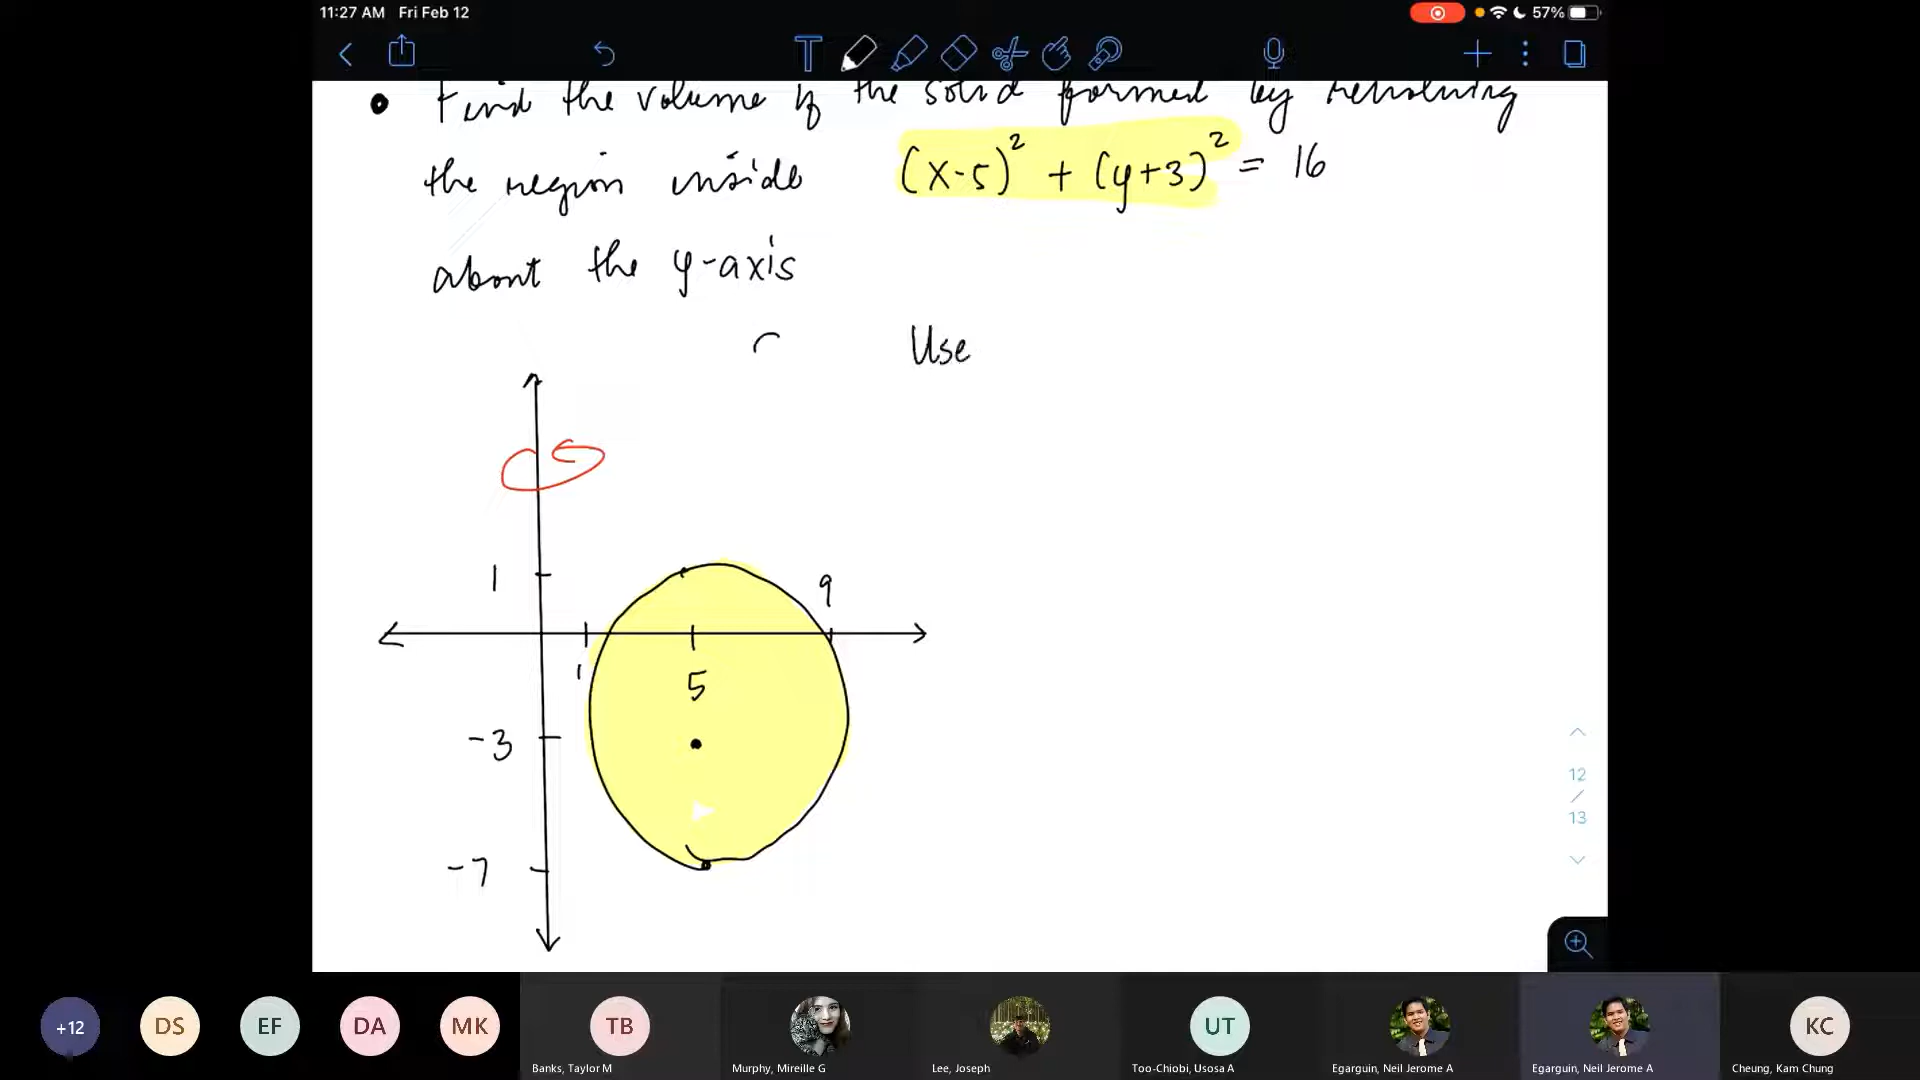 11:27 AM Fri Feb 12
57%
T
• Find the volume of the solid formed by revolving
the region inside (x-5)² + (y+3)² = 16
about the y-axis
Use
1
9
1
5
-3
-7
12
/
13
+12
DS
EF
DA
MK
TB
UT
KC
Banks, Taylor M
Murphy, Mireille G
Lee, Joseph
Too-Chiobi, Usosa A
Egarguin, Neil Jerome A
Egarguin, Neil Jerome A
Cheung, Kam Chung